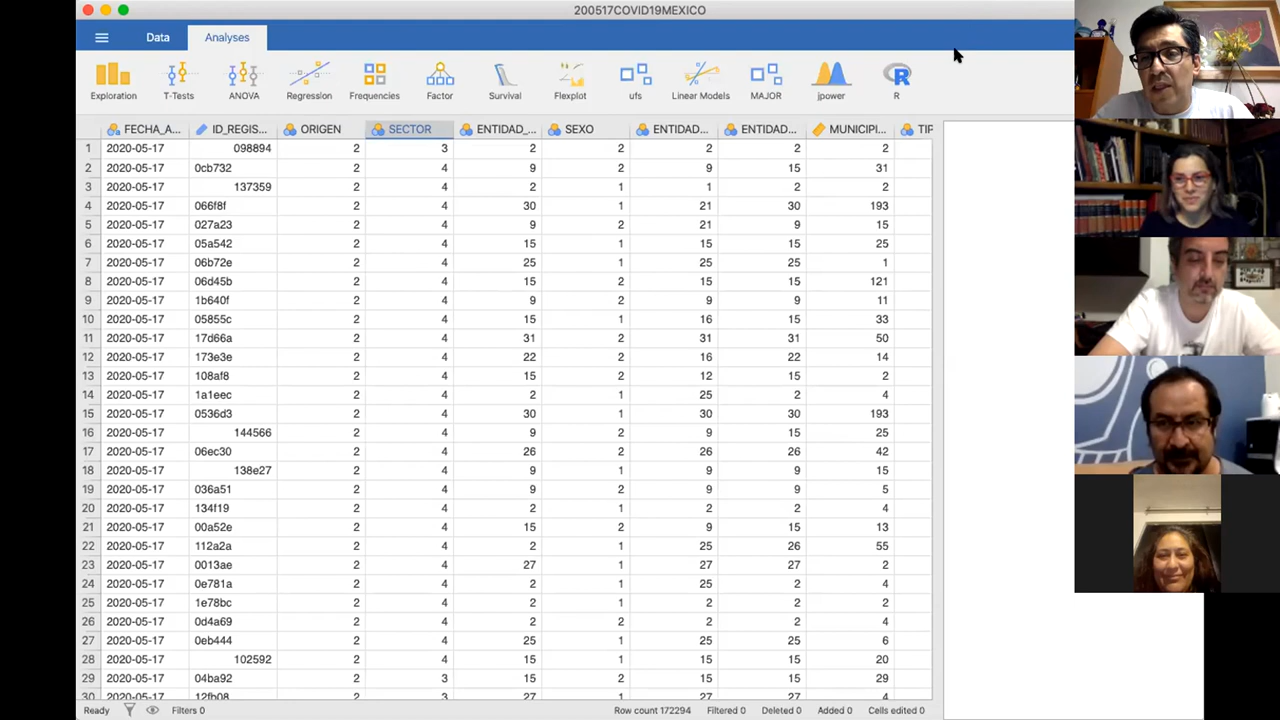 200517COVID19MEXICO
Data Analyses
Exploration T-Tests ANOVA Regression Frequencies Factor Survival Flexplot ufs Linear Models MAJOR jpower R
FECHA_A... ID_REGIS... ORIGEN SECTOR ENTIDAD_... SEXO ENTIDAD... ENTIDAD... MUNICIPI... TIP
1 2020-05-17 098894 2 3 2 2 2 2 2
2 2020-05-17 0cb732 2 4 9 2 9 15 31
3 2020-05-17 137359 2 4 2 1 1 2 2
4 2020-05-17 066f8f 2 4 30 1 21 30 193
5 2020-05-17 027a23 2 4 9 2 21 9 15
6 2020-05-17 05a542 2 4 15 1 15 15 25
7 2020-05-17 06b72e 2 4 25 1 25 25 1
8 2020-05-17 06d45b 2 4 15 2 15 15 121
9 2020-05-17 1b640f 2 4 9 2 9 9 11
10 2020-05-17 05855c 2 4 15 1 16 15 33
11 2020-05-17 17d66a 2 4 31 2 31 31 50
12 2020-05-17 173e3e 2 4 22 2 16 22 14
13 2020-05-17 108af8 2 4 15 2 12 15 2
14 2020-05-17 1a1eec 2 4 2 1 25 2 4
15 2020-05-17 0536d3 2 4 30 1 30 30 193
16 2020-05-17 144566 2 4 9 2 9 15 25
17 2020-05-17 06ec30 2 4 26 2 26 26 42
18 2020-05-17 138e27 2 4 9 1 9 9 15
19 2020-05-17 036a51 2 4 9 2 9 9 5
20 2020-05-17 134f19 2 4 2 1 2 2 4
21 2020-05-17 00a52e 2 4 15 2 9 15 13
22 2020-05-17 112a2a 2 4 2 1 25 26 55
23 2020-05-17 0013ae 2 4 27 1 27 27 2
24 2020-05-17 0e781a 2 4 2 1 25 2 4
25 2020-05-17 1e78bc 2 4 2 1 2 2 2
26 2020-05-17 0d4a69 2 4 2 2 2 2 4
27 2020-05-17 0eb444 2 4 25 1 25 25 6
28 2020-05-17 102592 2 4 15 1 15 15 20
29 2020-05-17 04ba92 2 3 15 2 15 15 29
30 2020-05-17 12fb08 2 3 27 1 27 27 4
Ready Filters 0 Row count 172294 Filtered 0 Deleted 0 Added 0 Cells edited 0